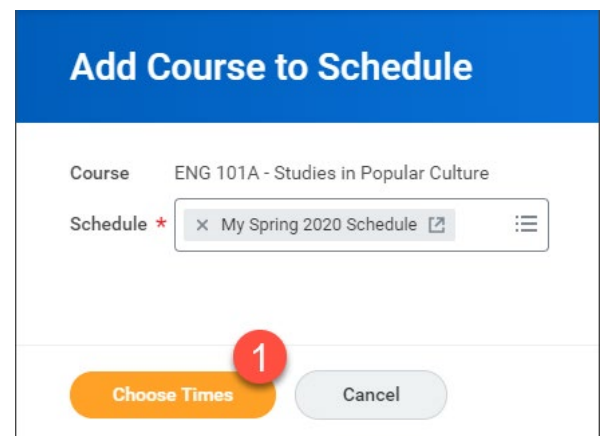 Add Course to Schedule
Course ENG 101A - Studies in Popular Culture
Schedule * × My Spring 2020 Schedule
1
Choose Times Cancel